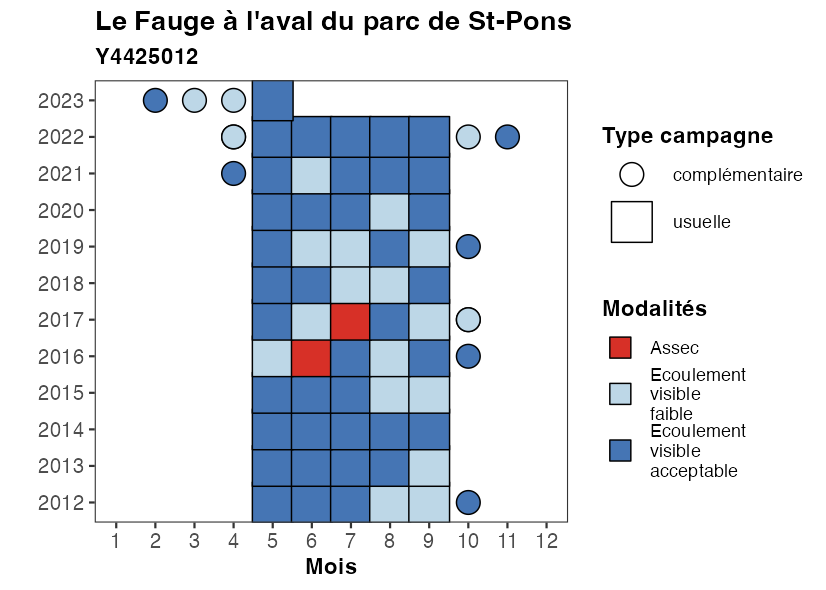 Le Fauge à l'aval du parc de St-Pons
Y4425012
2023
2022
2021
2020
2019
2018
2017
2016
2015
2014
2013
2012
1 2 3 4 5 6 7 8 9 10 11 12
Mois
Type campagne
complémentaire
usuelle
Modalités
Assec
Ecoulement
visible
faible
Ecoulement
visible
acceptable